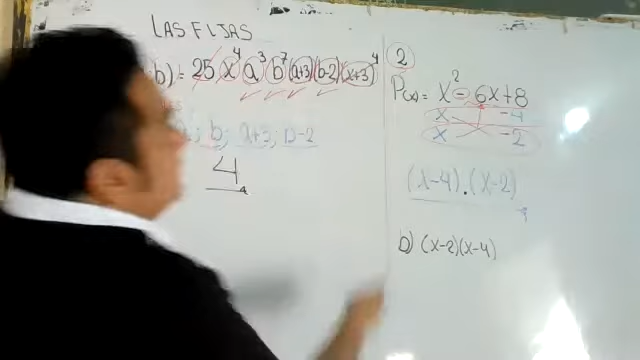 LAS FIJAS
b) = 25 x⁴ a³ b⁷ (a+3) (b-2) (x+3)⁴
b; a+3; b-2
4
2
P(x) = x² - 6x + 8
x -4
x -2
(x-4).(x-2)
b) (x-2)(x-4)